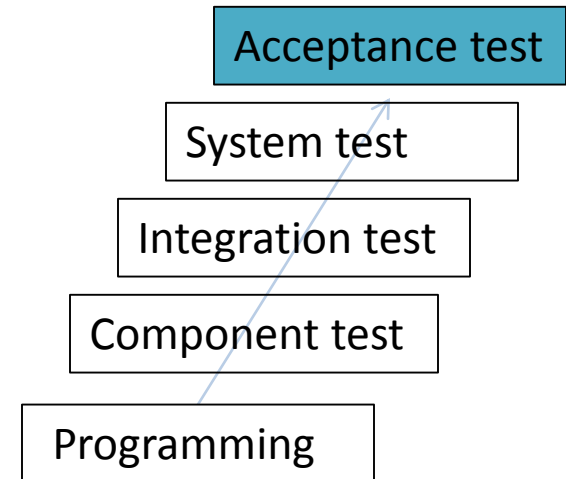 Acceptance test
System test
Integration test
Component test
Programming